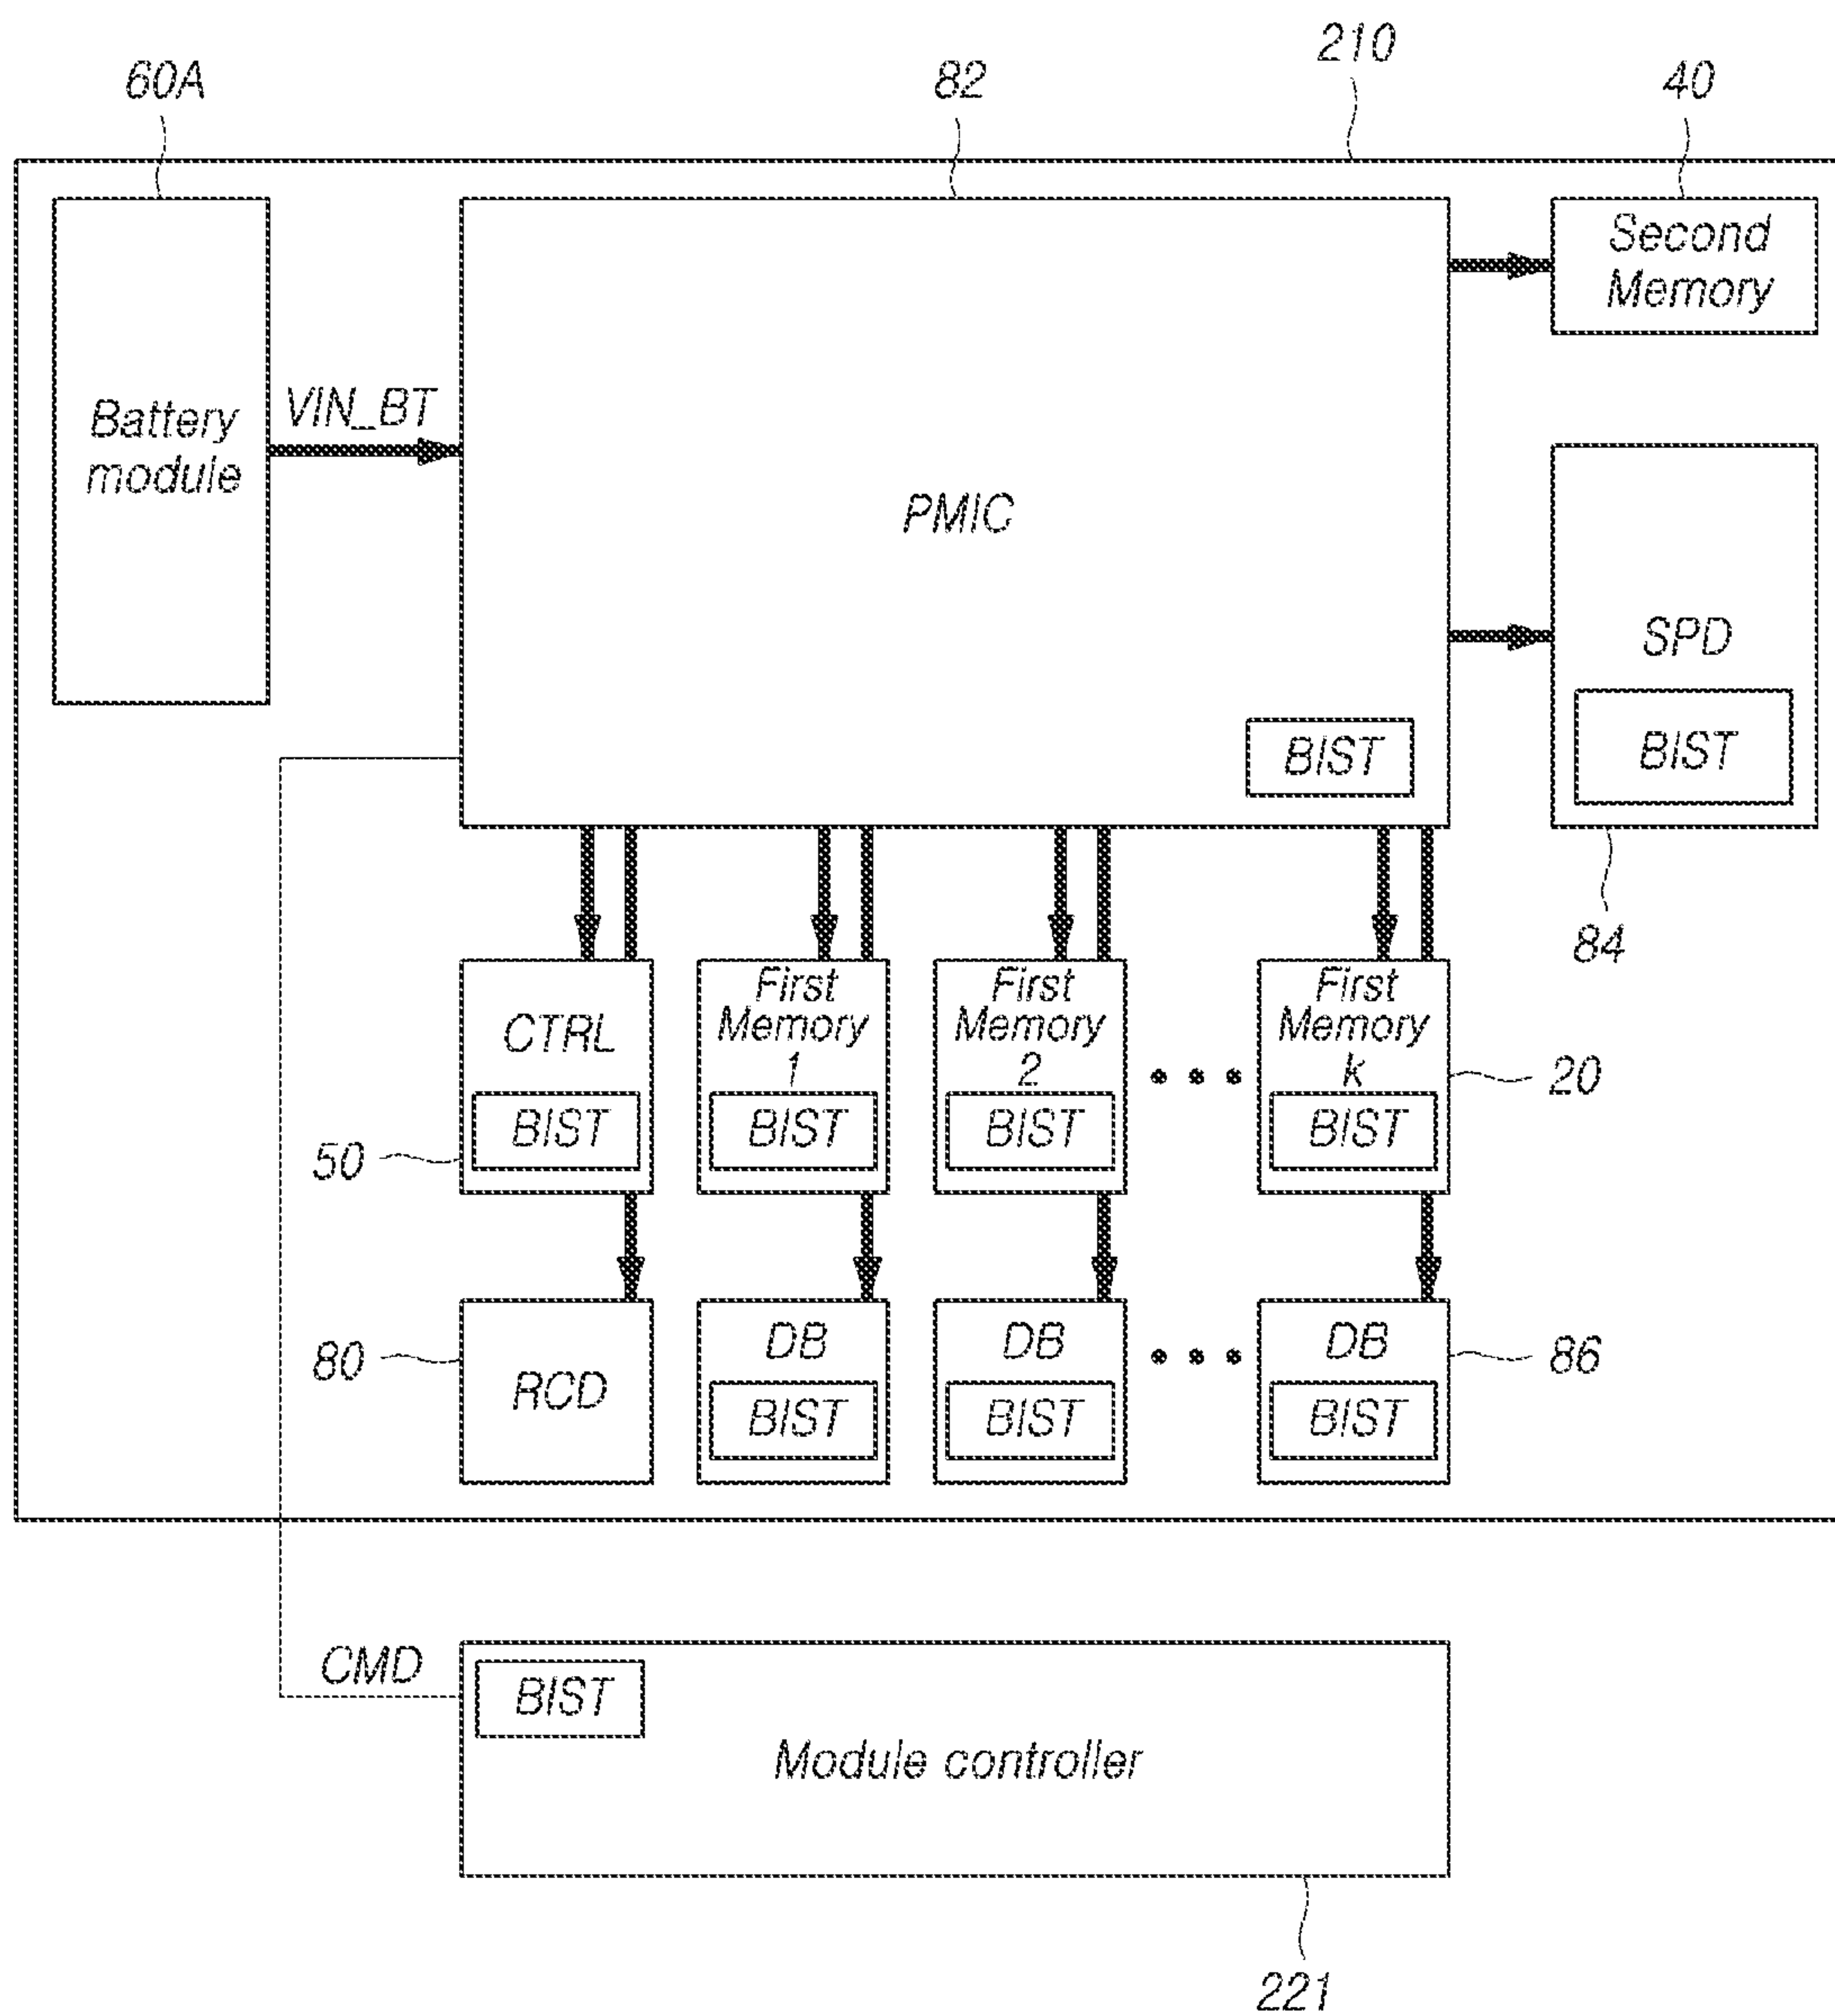 210
60A
82
40
Second
Memory
Battery
module
VIN_BT
PMIC
SPD
BIST
BIST
84
CTRL
First
Memory
1
First
Memory
2
First
Memory
k
20
BIST
BIST
BIST
BIST
50
80
RCD
DB
DB
DB
86
BIST
BIST
BIST
CMD
BIST
Module controller
221